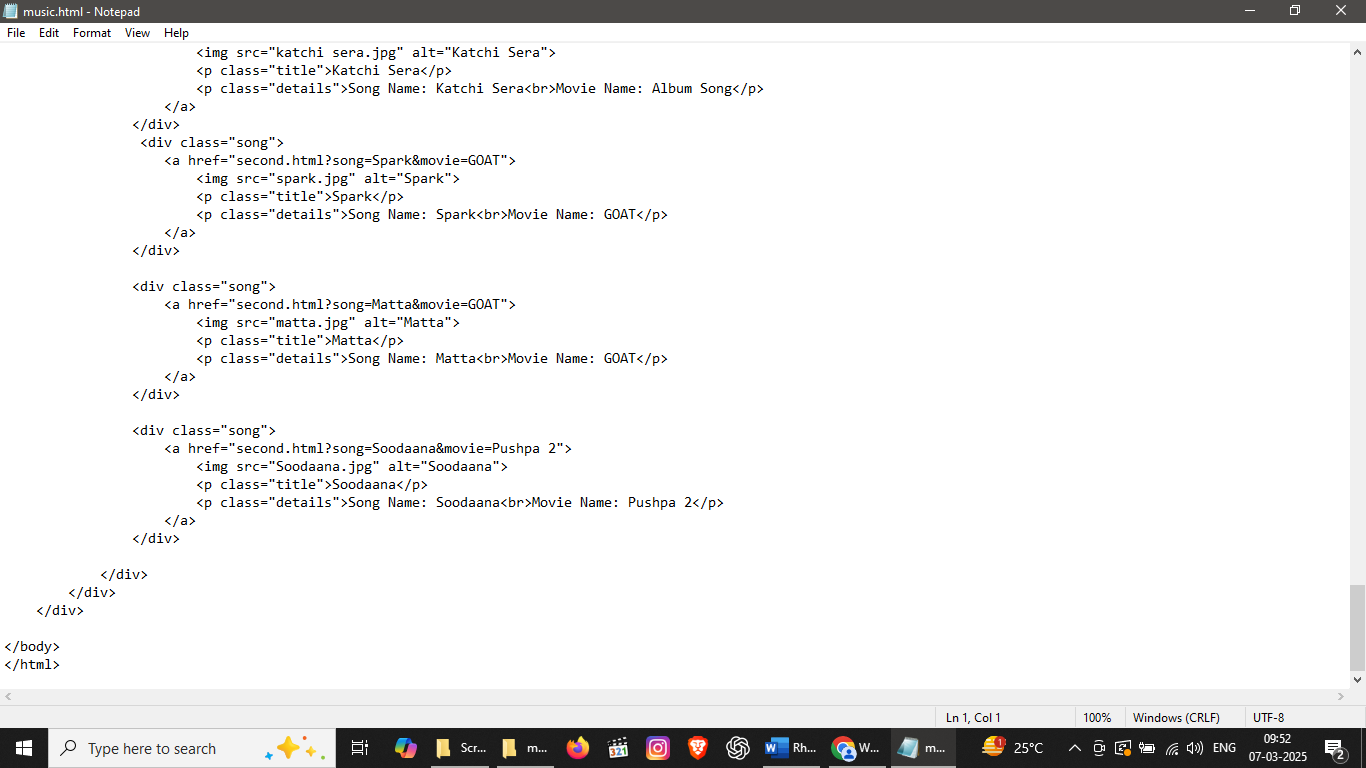 music.html - Notepad
File Edit Format View Help
<img src="katchi sera.jpg" alt="Katchi Sera">
<p class="title">Katchi Sera</p>
<p class="details">Song Name: Katchi Sera<br>Movie Name: Album Song</p>
</a>
</div>
<div class="song">
<a href="second.html?song=Spark&movie=GOAT">
<img src="spark.jpg" alt="Spark">
<p class="title">Spark</p>
<p class="details">Song Name: Spark<br>Movie Name: GOAT</p>
</a>
</div>
<div class="song">
<a href="second.html?song=Matta&movie=GOAT">
<img src="matta.jpg" alt="Matta">
<p class="title">Matta</p>
<p class="details">Song Name: Matta<br>Movie Name: GOAT</p>
</a>
</div>
<div class="song">
<a href="second.html?song=Soodaana&movie=Pushpa 2">
<img src="Soodaana.jpg" alt="Soodaana">
<p class="title">Soodaana</p>
<p class="details">Song Name: Soodaana<br>Movie Name: Pushpa 2</p>
</a>
</div>
</div>
</div>
</div>
</body>
</html>
Ln 1, Col 1 100% Windows (CRLF) UTF-8
Type here to search Scr... m... 321 Rh... W... m... 1 25°C ENG 09:52 2
07-03-2025